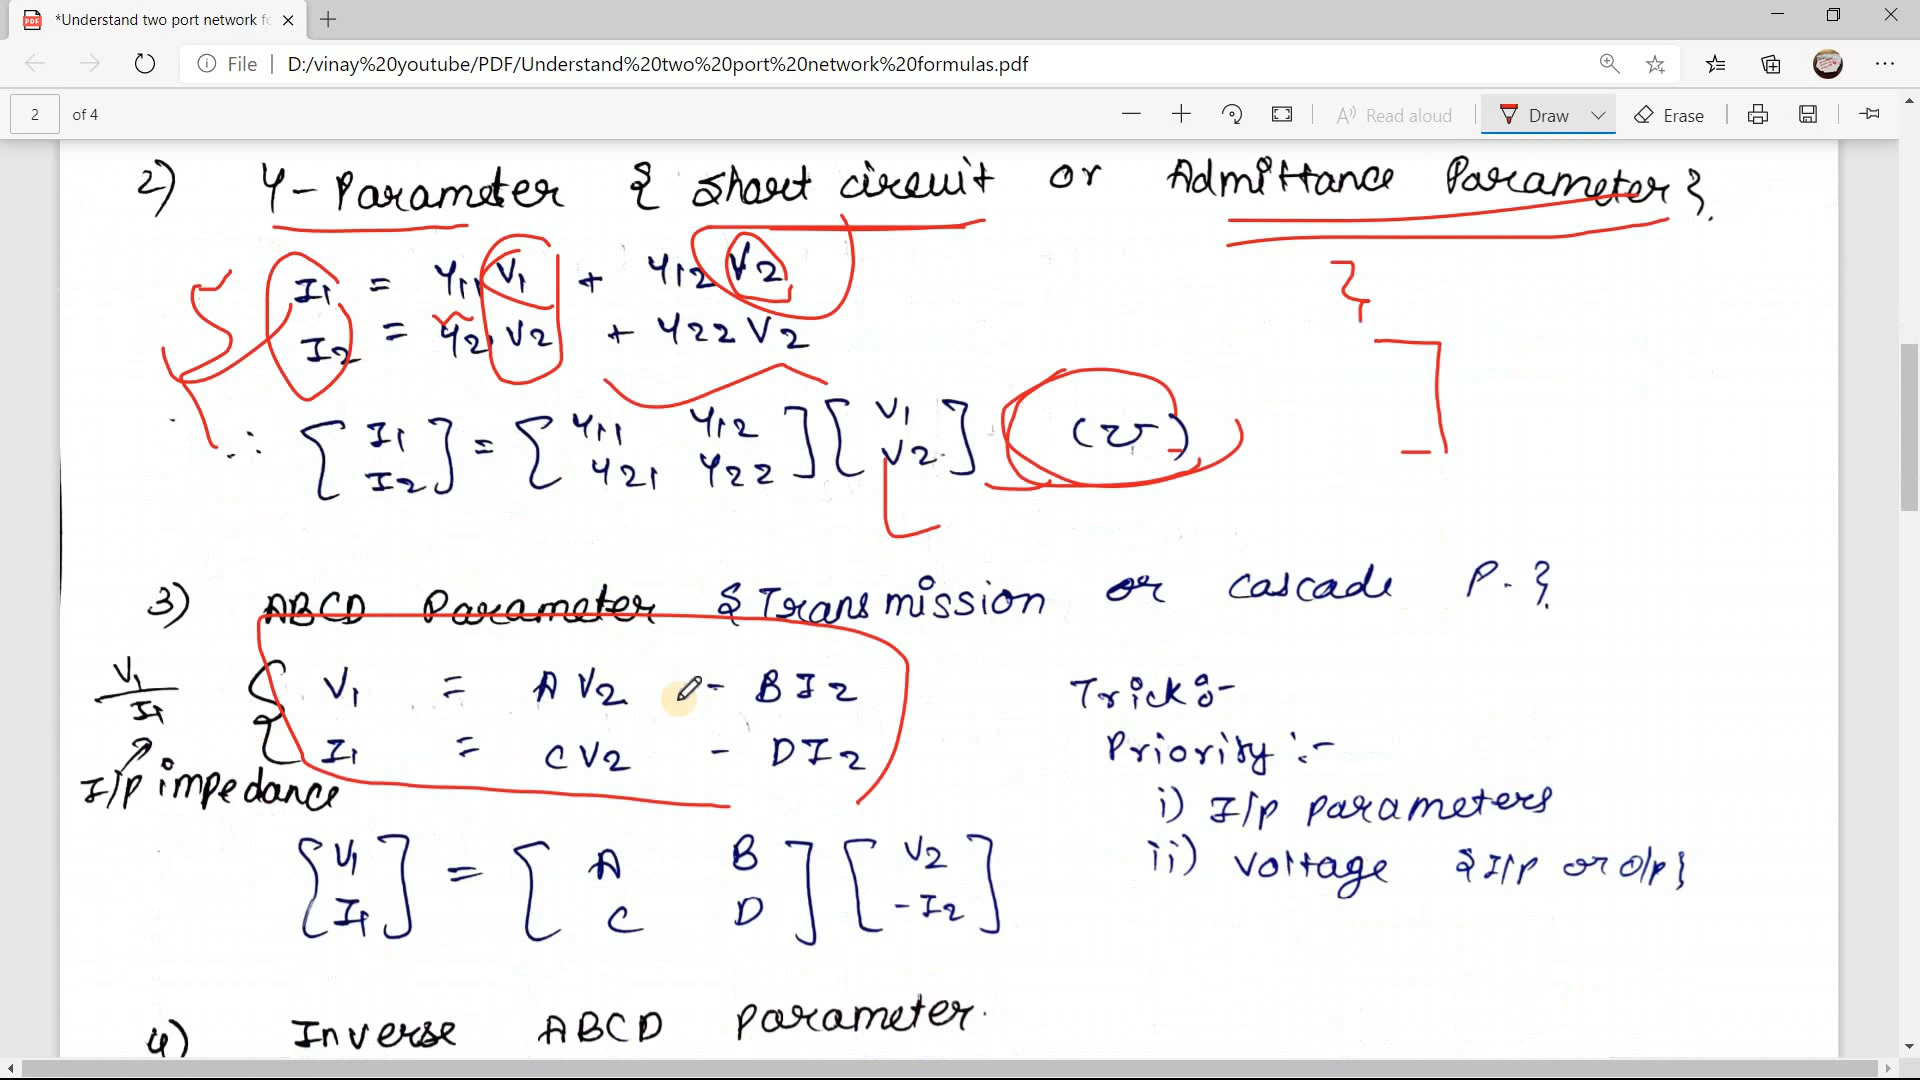 *Understand two port network fo
File
D:/vinay%20youtube/PDF/Understand%20two%20port%20network%20formulas.pdf
2 of 4
Read aloud
Draw
Erase
2) Y-Parameter { short circuit or Admittance Parameter }.
I1 = Y11 V1 + Y12 V2
I2 = Y21 V2 + Y22 V2
∴ [ I1 ] = [ Y11 Y12 ] [ V1 ]
[ I2 ] [ Y21 Y22 ] [ V2 ] (υ)
3) ABCD Parameter { Transmission or cascade P. }.
V1 = A V2 - B I2
I1 = C V2 - D I2
V1
I1
I/p impedance
Trick :-
Priority :-
i) I/p parameters
ii) Voltage { I/p or o/p }
[ V1 ] = [ A B ] [ V2 ]
[ I1 ] [ C D ] [ -I2 ]
4) Inverse ABCD parameter.